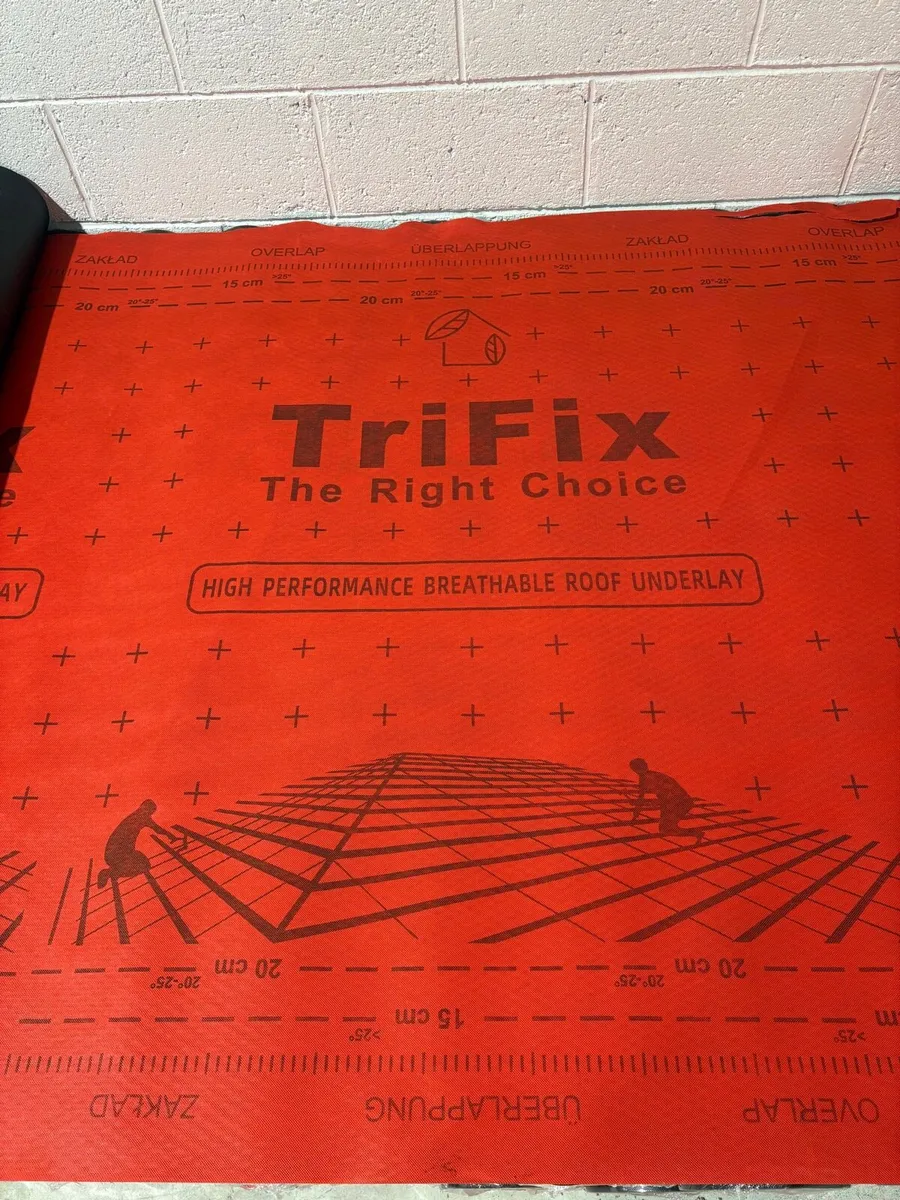 ZAKŁAD OVERLAP ÜBERLAPPUNG ZAKŁAD OVERLAP
15 cm >25° 15 cm >25° 15 cm >25°
20 cm 20°-25° 20 cm 20°-25° 20 cm 20°-25°
TriFix
The Right Choice
HIGH PERFORMANCE BREATHABLE ROOF UNDERLAY
x
e
AY
20 cm 20°-25° 20 cm 20°-25°
15 cm >25° cm >25°
ZAKŁAD ÜBERLAPPUNG OVERLAP